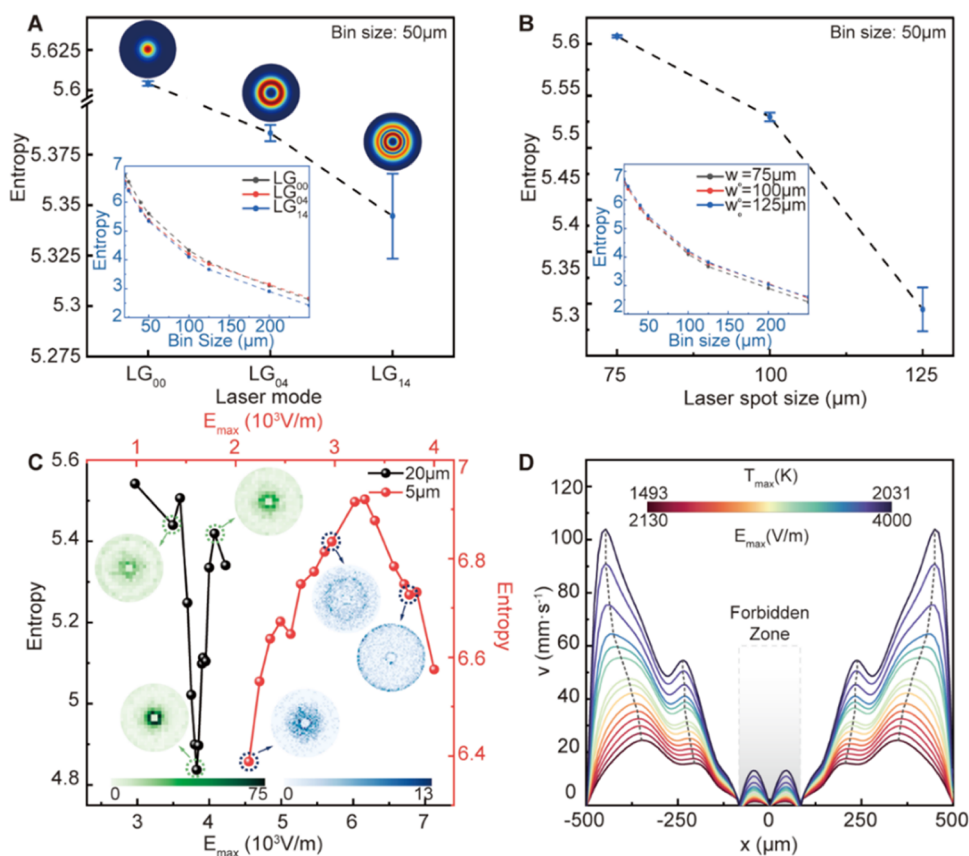 A
Bin size: 50μm
5.625
5.6
5.375
5.35
5.325
5.3
5.275
Entropy
7
6
5
4
3
2
Entropy
LG00
LG04
LG14
50 100 150 200
Bin Size (μm)
LG00 LG04 LG14
Laser mode
B
Bin size: 50μm
5.6
5.55
5.5
5.45
5.4
5.35
5.3
Entropy
7
6
5
4
3
2
Entropy
w0=75μm
w0=100μm
w0=125μm
50 100 150 200
Bin Size (μm)
75 100 125
Laser spot size (μm)
Emax (10³V/m)
1 2 3 4
C
5.6
5.4
5.2
5
4.8
Entropy
20μm
5μm
7
6.8
6.6
6.4
Entropy
0 75
0 13
3 4 5 6 7
Emax (10³V/m)
D
120
100
80
60
40
20
0
v (mm·s⁻¹)
Tmax(K)
1493 2031
2130 4000
Emax(V/m)
Forbidden
Zone
-500 -250 0 250 500
x (μm)